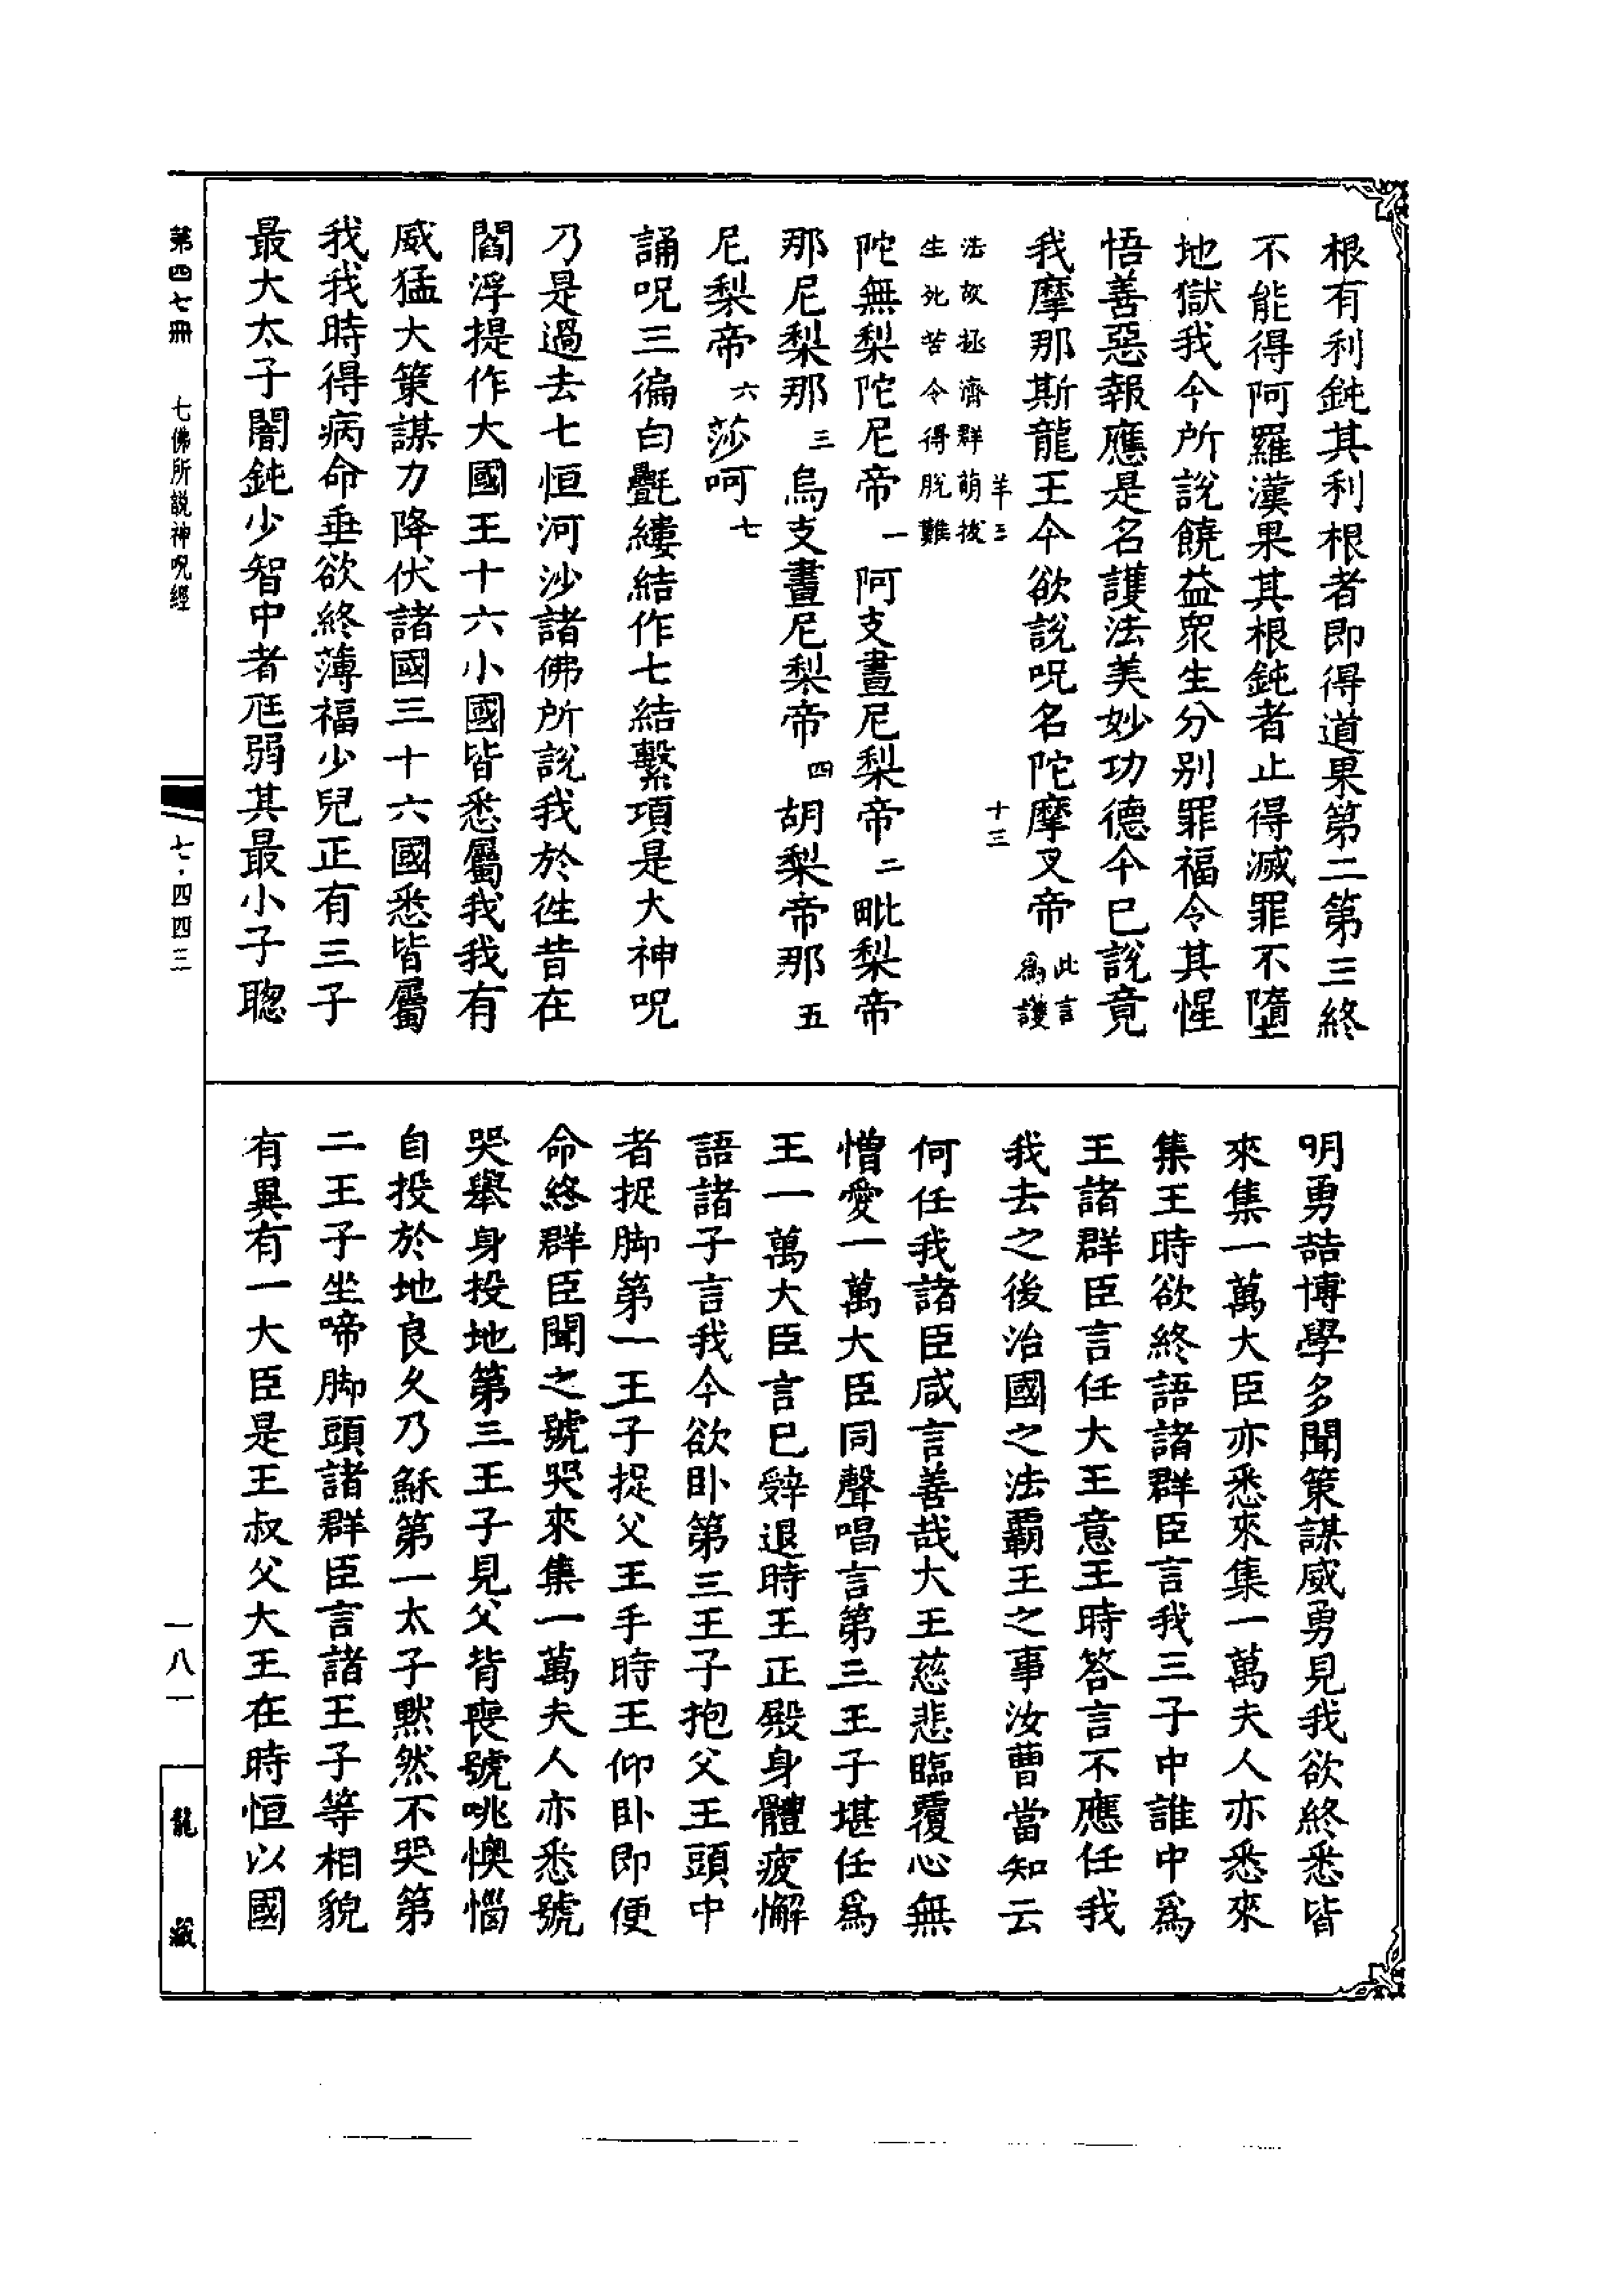 根有利鈍其利根者即得道果第二第三終
不能得阿羅漢果其根鈍者止得滅罪不墮
地獄我今所說饒益衆生分别罪福令其惺
悟善惡報應是名護法美妙功德今已說竟
我摩那斯龍王今欲說呪名陀摩叉帝此言爲護
羊三
十三
法故拯濟群萌拔
生死苦令得脫難
陀無梨陀尼帝一阿支晝尼梨帝二毗梨帝
那尼梨那三烏支晝尼梨帝四胡梨帝那五
尼梨帝六莎呵七
誦呪三徧白㲲縷結作七結繫項是大神呪
乃是過去七恒河沙諸佛所說我於徃昔在
閻浮提作大國王十六小國皆悉屬我我有
威猛大策謀力降伏諸國三十六國悉皆屬
我我時得病命垂欲終薄福少兒正有三子
最大太子闇鈍少智中者尫弱其最小子聰
明勇喆博學多聞策謀威勇見我欲終悉皆
來集一萬大臣亦悉來集一萬夫人亦悉來
集王時欲終語諸群臣言我三子中誰中爲
王諸群臣言任大王意王時答言不應任我
我去之後治國之法霸王之事汝曹當知云
何任我諸臣咸言善哉大王慈悲臨覆心無
憎愛一萬大臣同聲唱言第三王子堪任爲
王一萬大臣言已辤退時王正殿身體疲懈
語諸子言我今欲卧第三王子抱父王頭中
者捉脚第一王子捉父王手時王仰卧即便
命終群臣聞之號哭來集一萬夫人亦悉號
哭舉身投地第三王子見父背喪號咷懊惱
自投於地良久乃穌第一太子默然不哭第
二王子坐啼脚頭諸群臣言諸王子等相貌
有異有一大臣是王叔父大王在時恒以國
第四七冊
七佛所説神呪經
七·四四三
一八一
龍藏